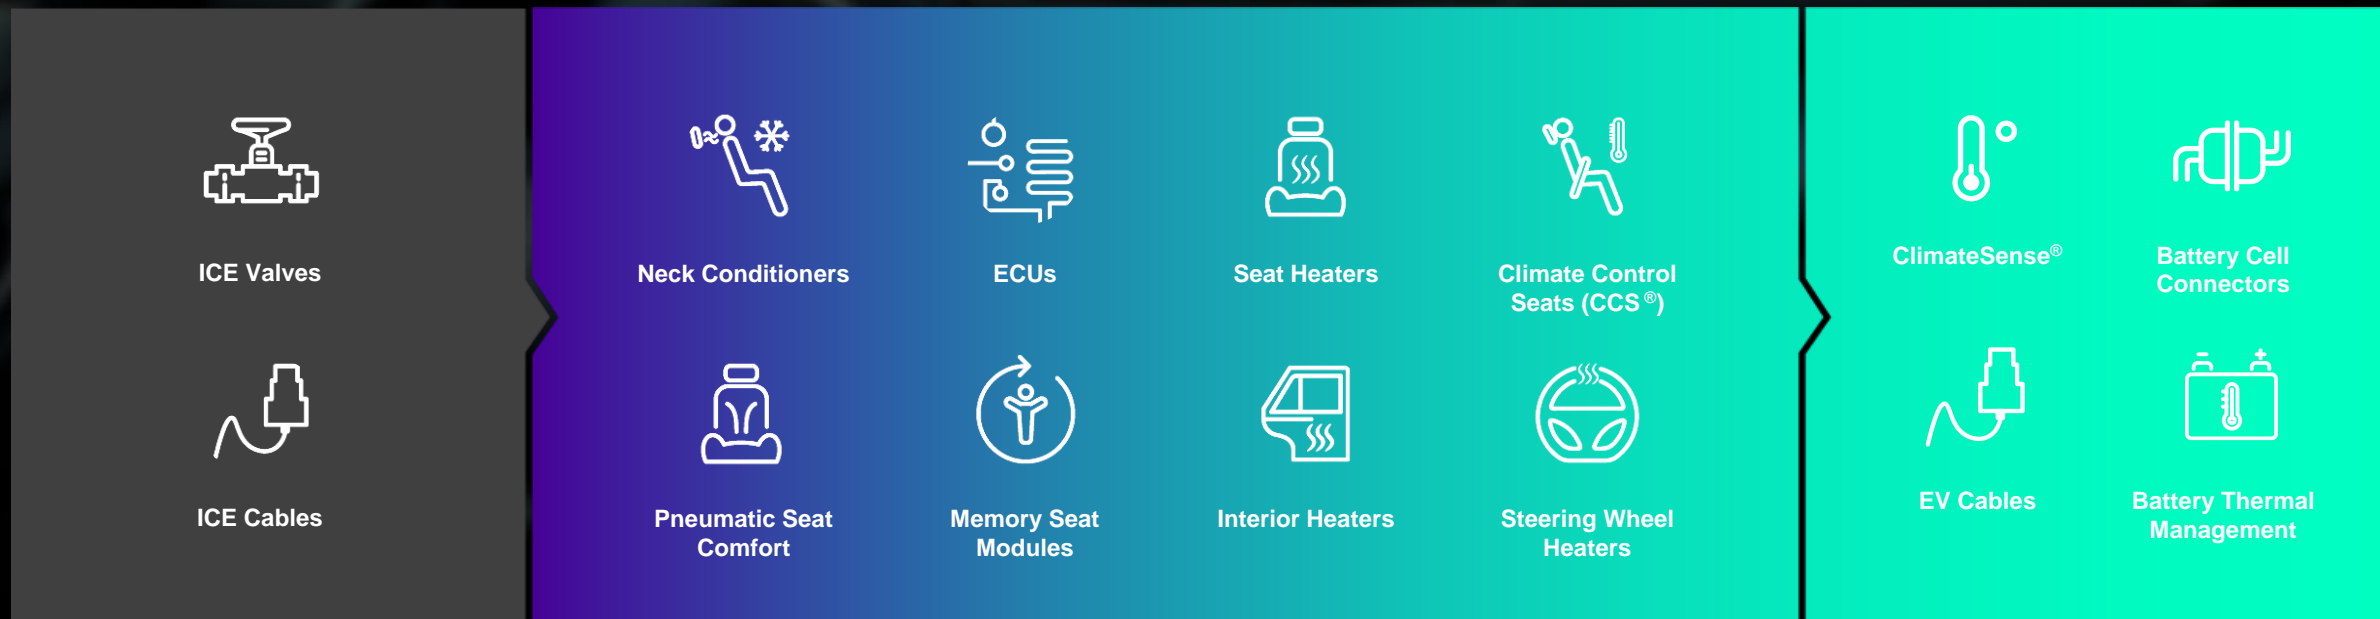 ICE Valves
ICE Cables
Neck Conditioners
ECUs
Seat Heaters
Climate Control
Seats (CCS ®)
Pneumatic Seat
Comfort
Memory Seat
Modules
Interior Heaters
Steering Wheel
Heaters
ClimateSense®
Battery Cell
Connectors
EV Cables
Battery Thermal
Management